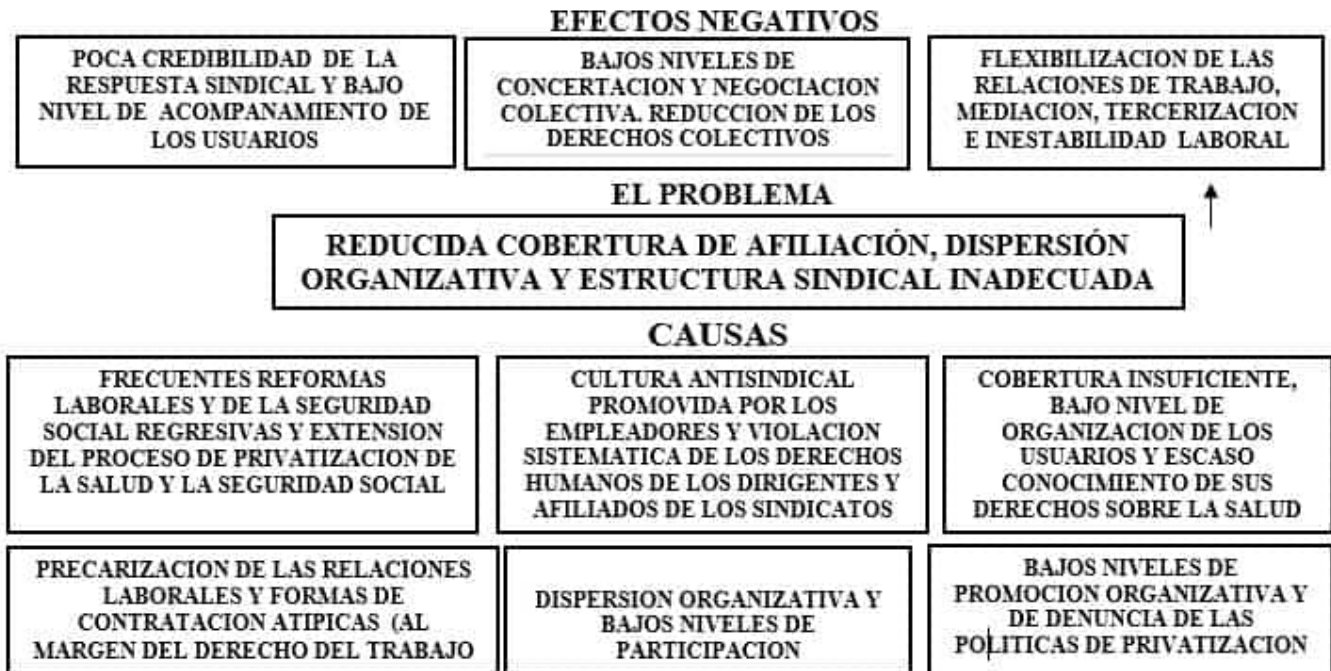 EFECTOS NEGATIVOS
POCA CREDIBILIDAD DE LA
RESPUESTA SINDICAL Y BAJO
NIVEL DE ACOMPANAMIENTO DE
LOS USUARIOS
BAJOS NIVELES DE
CONCERTACION Y NEGOCIACION
COLECTIVA. REDUCCION DE LOS
DERECHOS COLECTIVOS
FLEXIBILIZACION DE LAS
RELACIONES DE TRABAJO,
MEDIACION, TERCERIZACION
E INESTABILIDAD LABORAL
EL PROBLEMA
REDUCIDA COBERTURA DE AFILIACIÓN, DISPERSIÓN
ORGANIZATIVA Y ESTRUCTURA SINDICAL INADECUADA
CAUSAS
FRECUENTES REFORMAS
LABORALES Y DE LA SEGURIDAD
SOCIAL REGRESIVAS Y EXTENSION
DEL PROCESO DE PRIVATIZACION DE
LA SALUD Y LA SEGURIDAD SOCIAL
CULTURA ANTISINDICAL
PROMOVIDA POR LOS
EMPLEADORES Y VIOLACION
SISTEMATICA DE LOS DERECHOS
HUMANOS DE LOS DIRIGENTES Y
AFILIADOS DE LOS SINDICATOS
COBERTURA INSUFICIENTE,
BAJO NIVEL DE
ORGANIZACION DE LOS
USUARIOS Y ESCASO
CONOCIMIENTO DE SUS
DERECHOS SOBRE LA SALUD
PRECARIZACION DE LAS RELACIONES
LABORALES Y FORMAS DE
CONTRATACION ATIPICAS (AL
MARGEN DEL DERECHO DEL TRABAJO
DISPERSION ORGANIZATIVA Y
BAJOS NIVELES DE
PARTICIPACION
BAJOS NIVELES DE
PROMOCION ORGANIZATIVA Y
DE DENUNCIA DE LAS
POLITICAS DE PRIVATIZACION